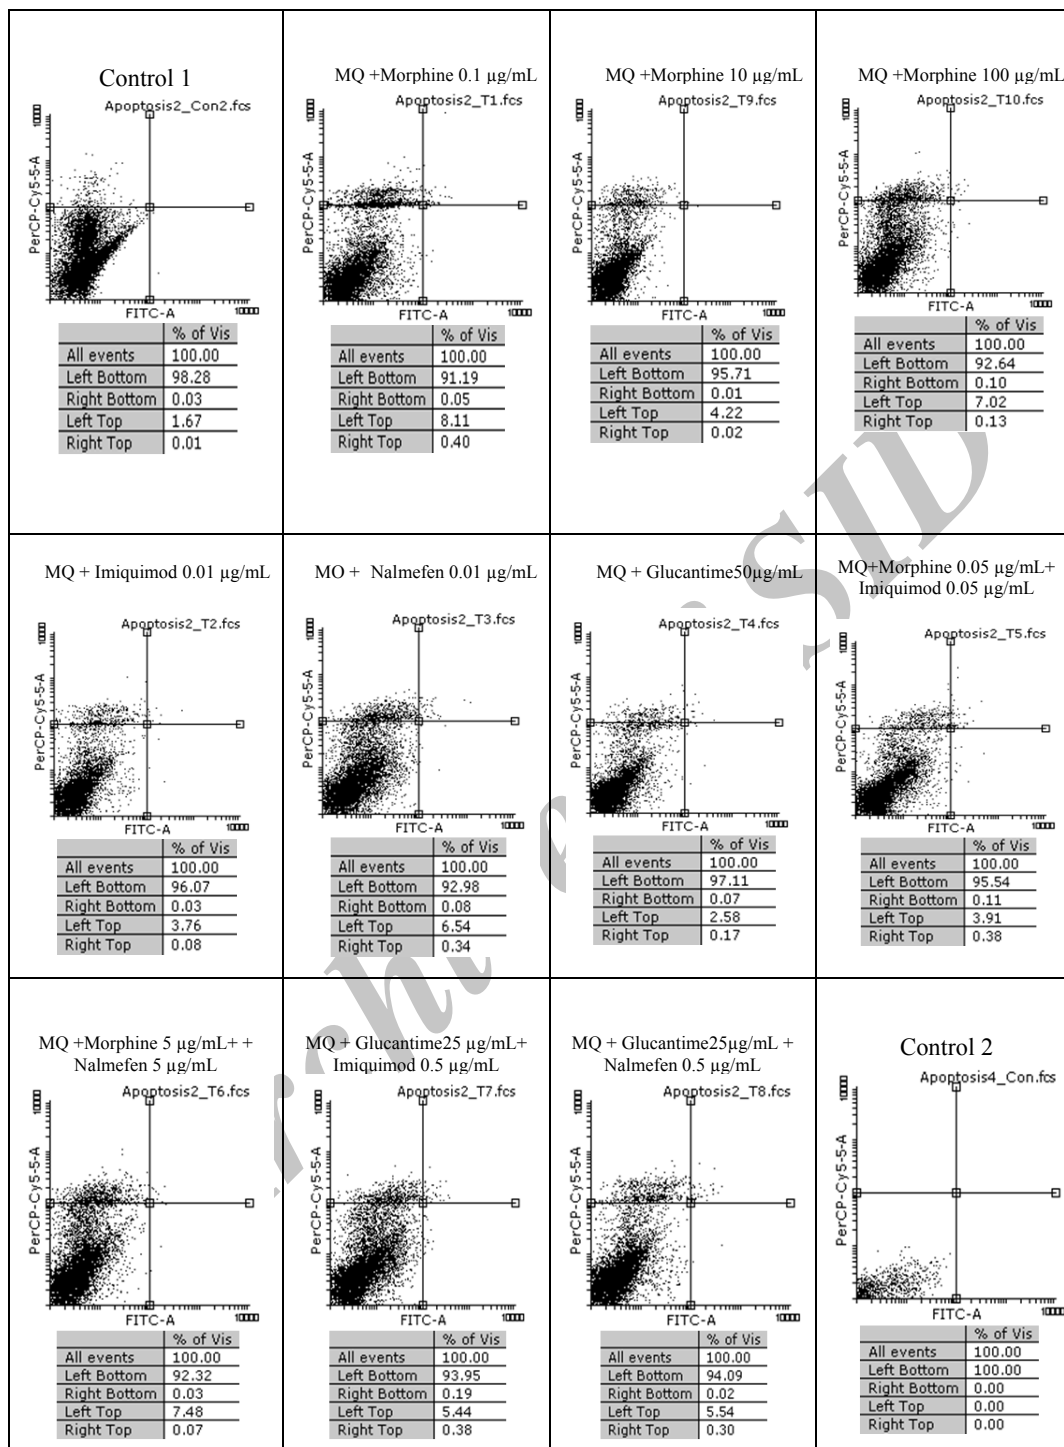 Control 1
Apoptosis2_Con2.fcs
PerCP-Cy5-5-A
FITC-A
10000
% of Vis
All events 100.00
Left Bottom 98.28
Right Bottom 0.03
Left Top 1.67
Right Top 0.01
MQ +Morphine 0.1 µg/mL
Apoptosis2_T1.fcs
PerCP-Cy5-5-A
FITC-A
10000
% of Vis
All events 100.00
Left Bottom 91.19
Right Bottom 0.05
Left Top 8.11
Right Top 0.40
MQ +Morphine 10 µg/mL
Apoptosis2_T9.fcs
PerCP-Cy5-5-A
FITC-A
10000
% of Vis
All events 100.00
Left Bottom 95.71
Right Bottom 0.01
Left Top 4.22
Right Top 0.02
MQ +Morphine 100 µg/mL
Apoptosis2_T10.fcs
PerCP-Cy5-5-A
FITC-A
10000
% of Vis
All events 100.00
Left Bottom 92.64
Right Bottom 0.10
Left Top 7.02
Right Top 0.13
MQ + Imiquimod 0.01 µg/mL
Apoptosis2_T2.fcs
PerCP-Cy5-5-A
FITC-A
10000
% of Vis
All events 100.00
Left Bottom 96.07
Right Bottom 0.03
Left Top 3.76
Right Top 0.08
MO + Nalmefen 0.01 µg/mL
Apoptosis2_T3.fcs
PerCP-Cy5-5-A
FITC-A
10000
% of Vis
All events 100.00
Left Bottom 92.98
Right Bottom 0.08
Left Top 6.54
Right Top 0.34
MQ + Glucantime50µg/mL
Apoptosis2_T4.fcs
PerCP-Cy5-5-A
FITC-A
10000
% of Vis
All events 100.00
Left Bottom 97.11
Right Bottom 0.07
Left Top 2.58
Right Top 0.17
MQ+Morphine 0.05 µg/mL+
Imiquimod 0.05 µg/mL
Apoptosis2_T5.fcs
PerCP-Cy5-5-A
FITC-A
10000
% of Vis
All events 100.00
Left Bottom 95.54
Right Bottom 0.11
Left Top 3.91
Right Top 0.38
MQ +Morphine 5 µg/mL+ +
Nalmefen 5 µg/mL
Apoptosis2_T6.fcs
PerCP-Cy5-5-A
FITC-A
10000
% of Vis
All events 100.00
Left Bottom 92.32
Right Bottom 0.03
Left Top 7.48
Right Top 0.07
MQ + Glucantime25 µg/mL+
Imiquimod 0.5 µg/mL
Apoptosis2_T7.fcs
PerCP-Cy5-5-A
FITC-A
10000
% of Vis
All events 100.00
Left Bottom 93.95
Right Bottom 0.19
Left Top 5.44
Right Top 0.38
MQ + Glucantime25µg/mL +
Nalmefen 0.5 µg/mL
Apoptosis2_T8.fcs
PerCP-Cy5-5-A
FITC-A
10000
% of Vis
All events 100.00
Left Bottom 94.09
Right Bottom 0.02
Left Top 5.54
Right Top 0.30
Control 2
Apoptosis4_Con.fcs
PerCP-Cy5-5-A
FITC-A
10000
% of Vis
All events 100.00
Left Bottom 100.00
Right Bottom 0.00
Left Top 0.00
Right Top 0.00
SID